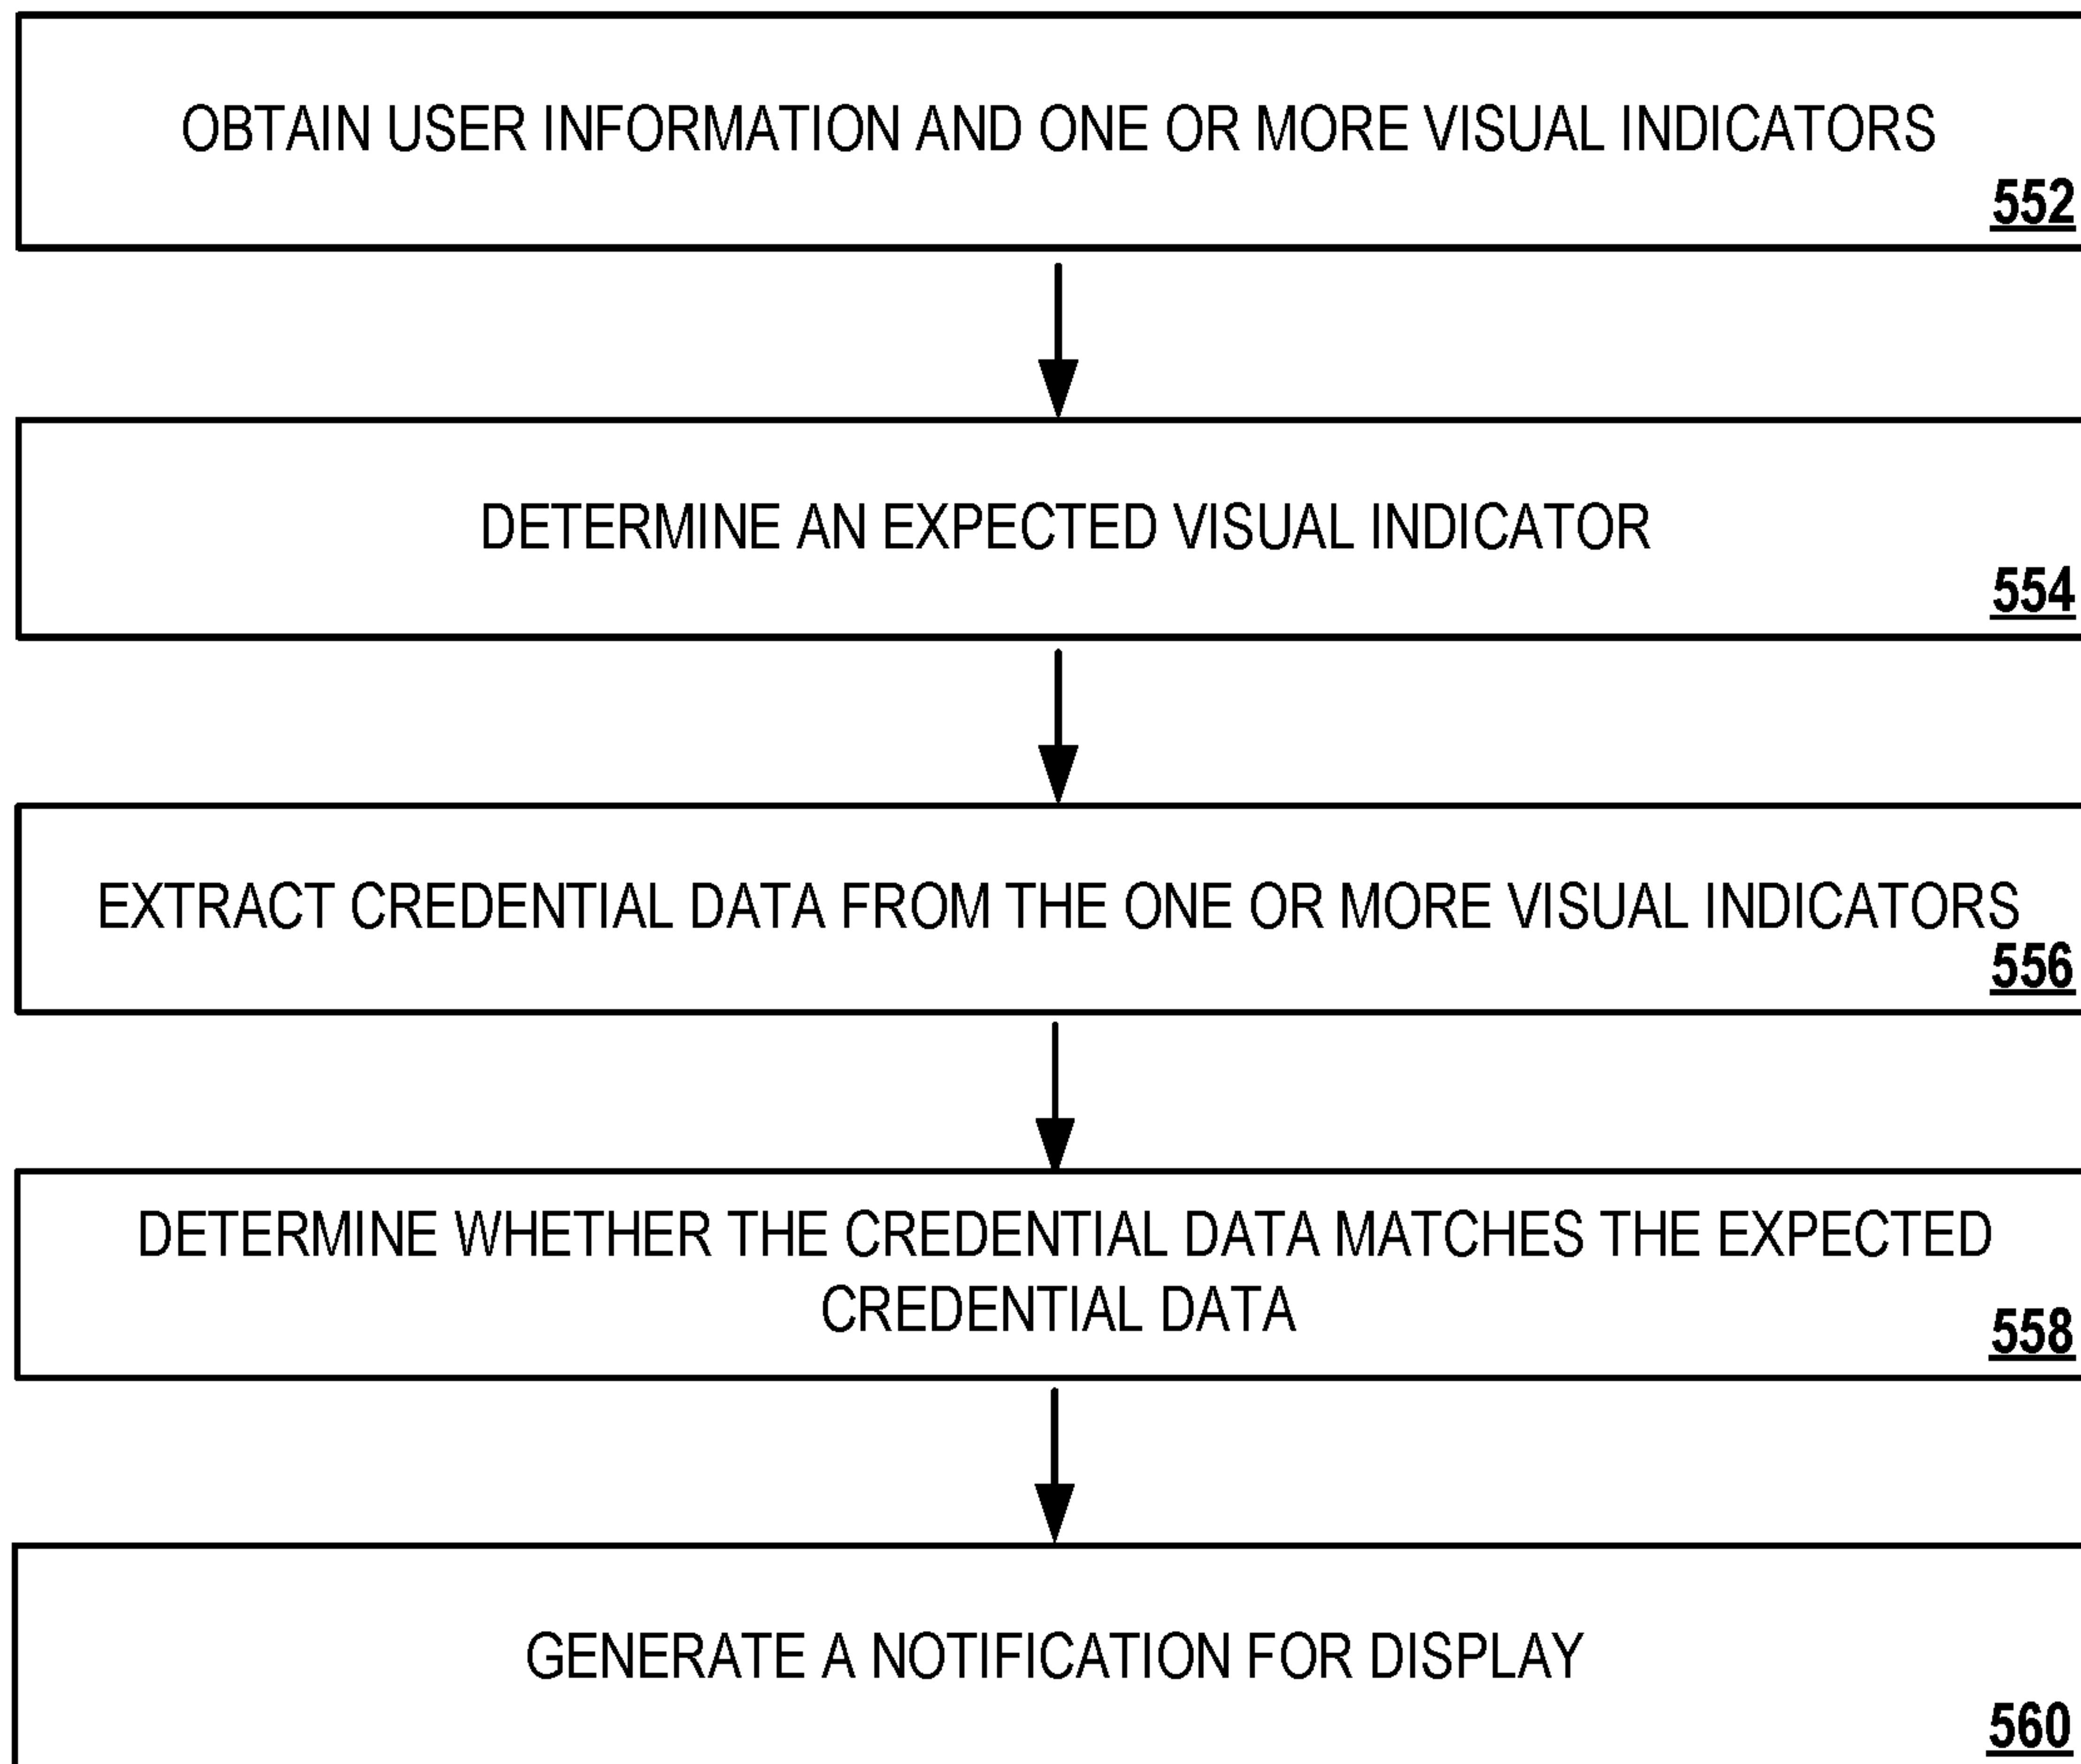 OBTAIN USER INFORMATION AND ONE OR MORE VISUAL INDICATORS
552
DETERMINE AN EXPECTED VISUAL INDICATOR
554
EXTRACT CREDENTIAL DATA FROM THE ONE OR MORE VISUAL INDICATORS
556
DETERMINE WHETHER THE CREDENTIAL DATA MATCHES THE EXPECTED
CREDENTIAL DATA
558
GENERATE A NOTIFICATION FOR DISPLAY
560